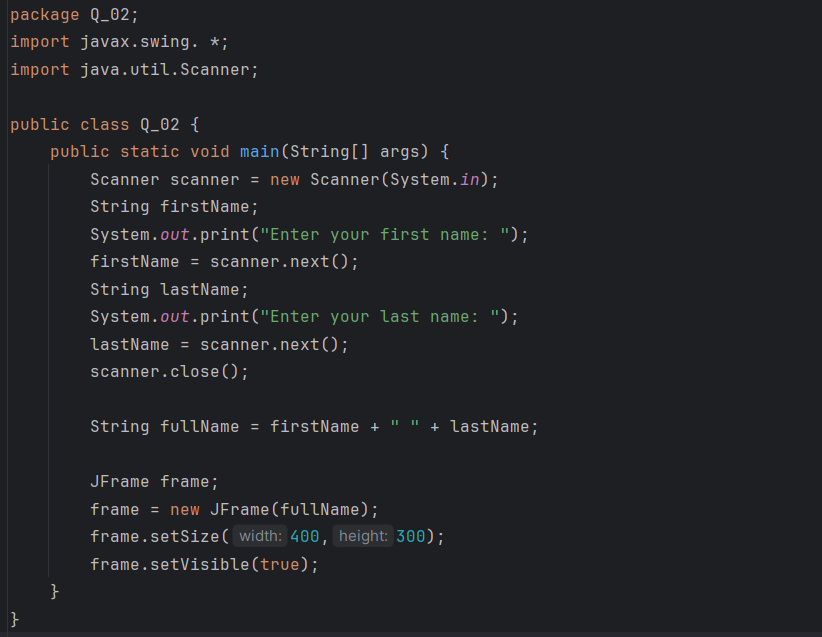 package Q_02;
import javax.swing. *;
import java.util.Scanner;
public class Q_02 {
public static void main(String[] args) {
Scanner scanner = new Scanner(System.in);
String firstName;
System.out.print("Enter your first name: ");
firstName = scanner.next();
String lastName;
System.out.print("Enter your last name: ");
lastName = scanner.next();
scanner.close();
String fullName = firstName + " " + lastName;
JFrame frame;
frame = new JFrame(fullName);
frame.setSize( width: 400, height: 300);
frame.setVisible(true);
}
}